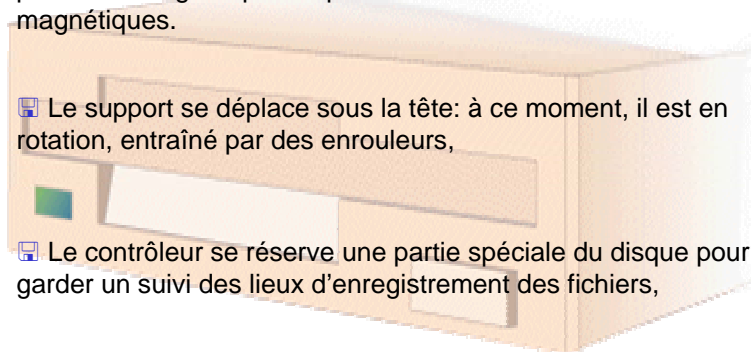 magnétiques.
Le support se déplace sous la tête: à ce moment, il est en
rotation, entraîné par des enrouleurs,
Le contrôleur se réserve une partie spéciale du disque pour
garder un suivi des lieux d’enregistrement des fichiers,